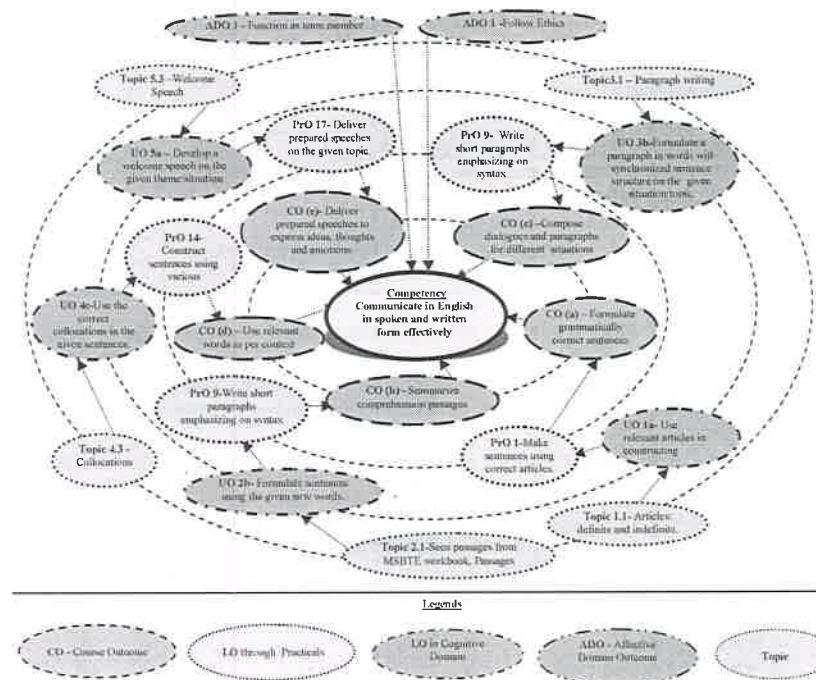 ADO 3 - Function as team member
ADO 1 -Follow Ethics
Topic 5.3 -Welcome
Speech
Topic3.1 - Paragraph writing
PrO 17- Deliver
prepared speeches
on the given topic.
PrO 9- Write
short paragraphs
emphasizing on
syntax
UO 5a – Develop a
welcome speech on the
given theme/situation
UO 3b-Formulate a
paragraph in words with
synchronized sentence
structure on the given
situation/topic.
CO (e)- Deliver
prepared speeches to
express ideas, thoughts
and emotions
CO (c) –Compose
dialogues and paragraphs
for different situations
PrO 14-
Construct
sentences using
various
Competency
Communicate in English
in spoken and written
form effectively
UO 4c-Use the
correct
collocations in the
given sentences.
CO (d) – Use relevant
words as per context
CO (a) – Formulate
grammatically
correct sentences
PrO 9-Write short
paragraphs
emphasizing on syntax
CO (b) – Summarize
comprehension passages
PrO 1-Make
sentences using
correct articles.
UO 1a- Use
relevant articles in
constructing
Topic 4.3 -
Collocations
UO 2b- Formulate sentences
using the given new words.
Topic 1.1- Articles:
definite and indefinite.
Topic 2.1-Seen passages from
MSBTE workbook, Passages
Legends
CO - Course Outcome
LO through Practicals
LO in Cognitive
Domain
ADO - Affective
Domain Outcome
Topic